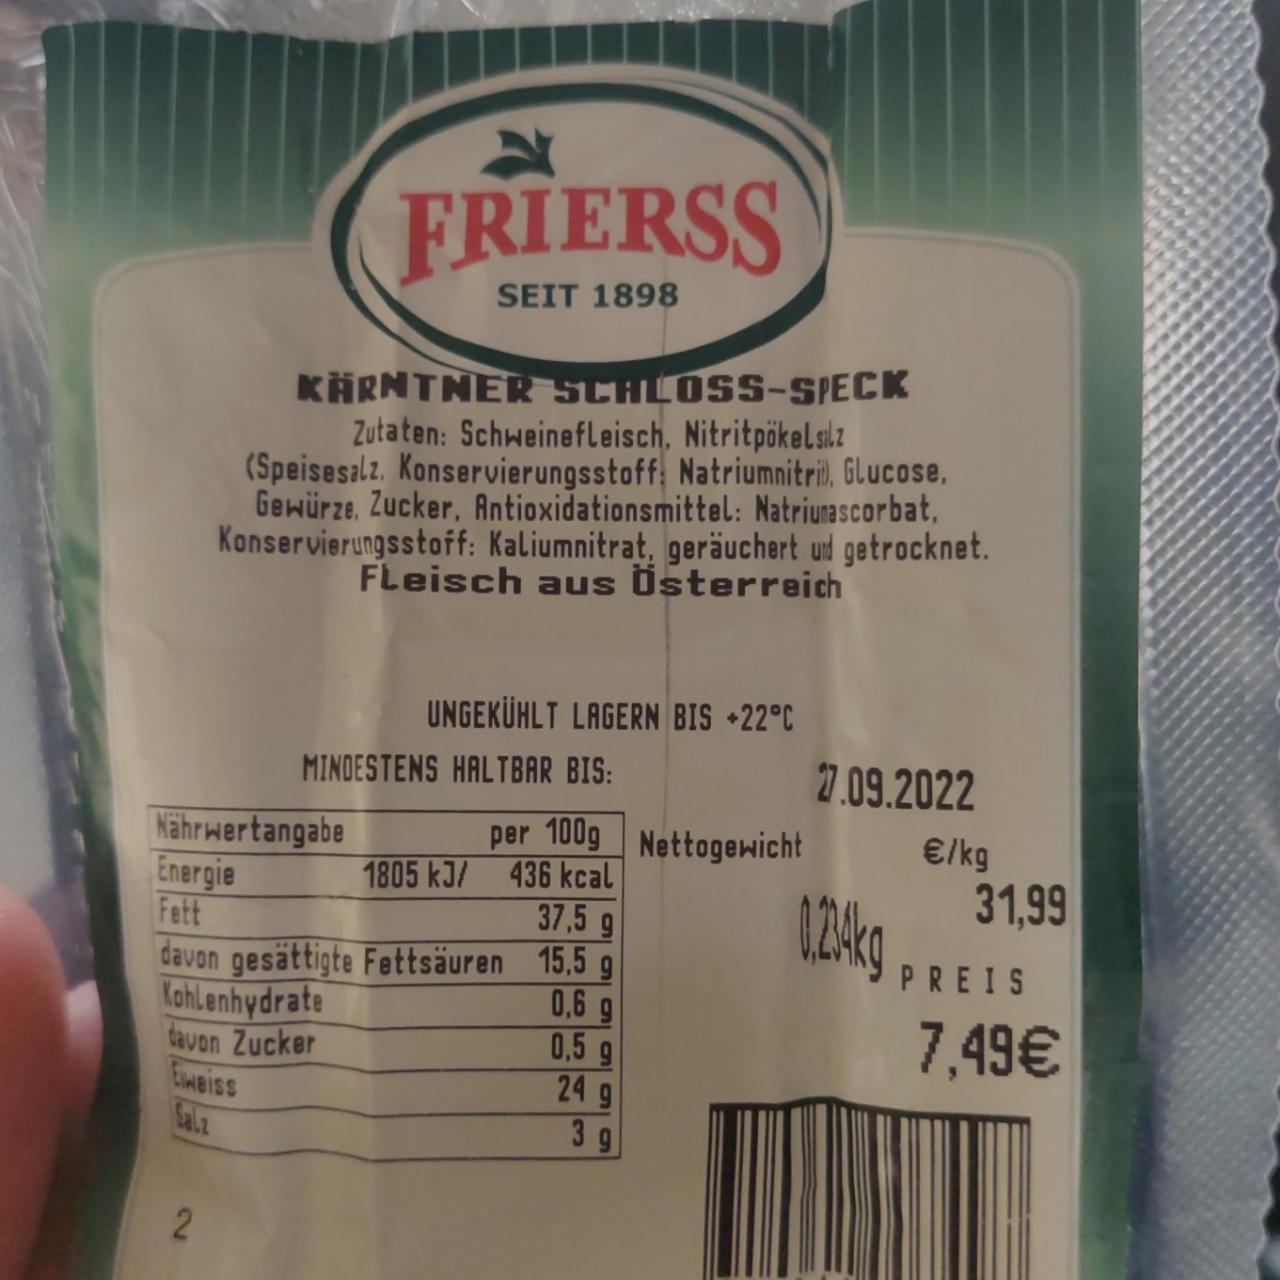 FRIERSS
SEIT 1898
KÄRNTNER SCHLOSS-SPECK
Zutaten: Schweinefleisch, Nitritpökelsalz
(Speisesalz, Konservierungsstoff: Natriumnitrit), Glucose,
Gewürze, Zucker, Antioxidationsmittel: Natriumascorbat,
Konservierungsstoff: Kaliumnitrat, geräuchert und getrocknet.
Fleisch aus Österreich
UNGEKÜHLT LAGERN BIS +22°C
MINDESTENS HALTBAR BIS: 27.09.2022
Nährwertangabe per 100g
Energie 1805 kJ/ 436 kcal
Fett 37,5 g
davon gesättigte Fettsäuren 15,5 g
Kohlenhydrate 0,6 g
davon Zucker 0,5 g
Eiweiss 24 g
Salz 3 g
Nettogewicht €/kg
31,99
0,234kg
PREIS
7,49€
2